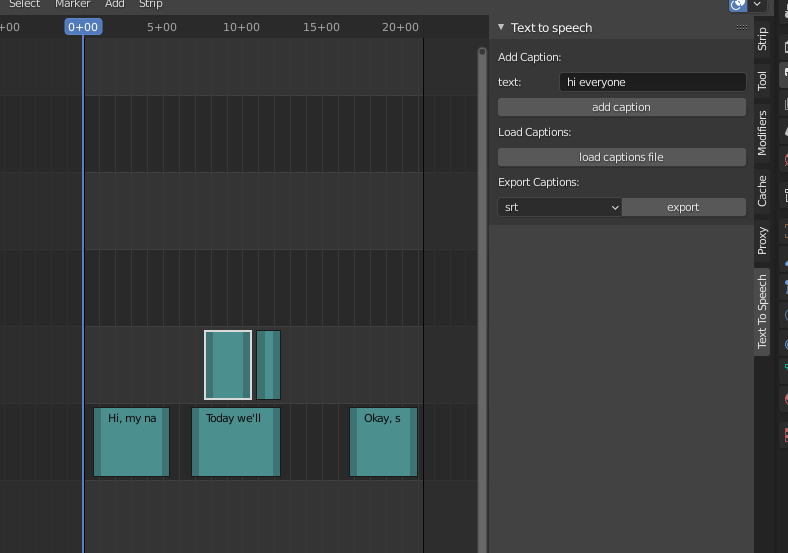 Select Marker Add Strip
+00 0+00 5+00 10+00 15+00 20+00
Text to speech
Add Caption:
text: hi everyone
add caption
Load Captions:
load captions file
Export Captions:
srt export
Strip
Tool
Modifiers
Cache
Proxy
Text To Speech
Hi, my na Today we'll Okay, s